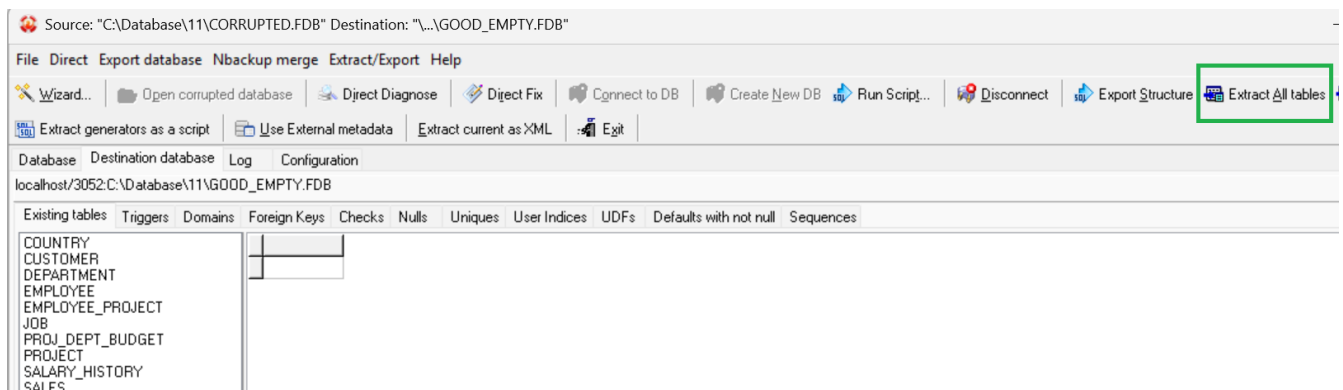 Source: "C:\Database\11\CORRUPTED.FDB" Destination: "\...\GOOD_EMPTY.FDB"
File Direct Export database Nbackup merge Extract/Export Help
Wizard... Open corrupted database Direct Diagnose Direct Fix Connect to DB Create New DB Run Script... Disconnect Export Structure Extract All tables
Extract generators as a script Use External metadata Extract current as XML Exit
Database Destination database Log Configuration
localhost/3052:C:\Database\11\GOOD_EMPTY.FDB
Existing tables Triggers Domains Foreign Keys Checks Nulls Uniques User Indices UDFs Defaults with not null Sequences
COUNTRY
CUSTOMER
DEPARTMENT
EMPLOYEE
EMPLOYEE_PROJECT
JOB
PROJ_DEPT_BUDGET
PROJECT
SALARY_HISTORY
SALES